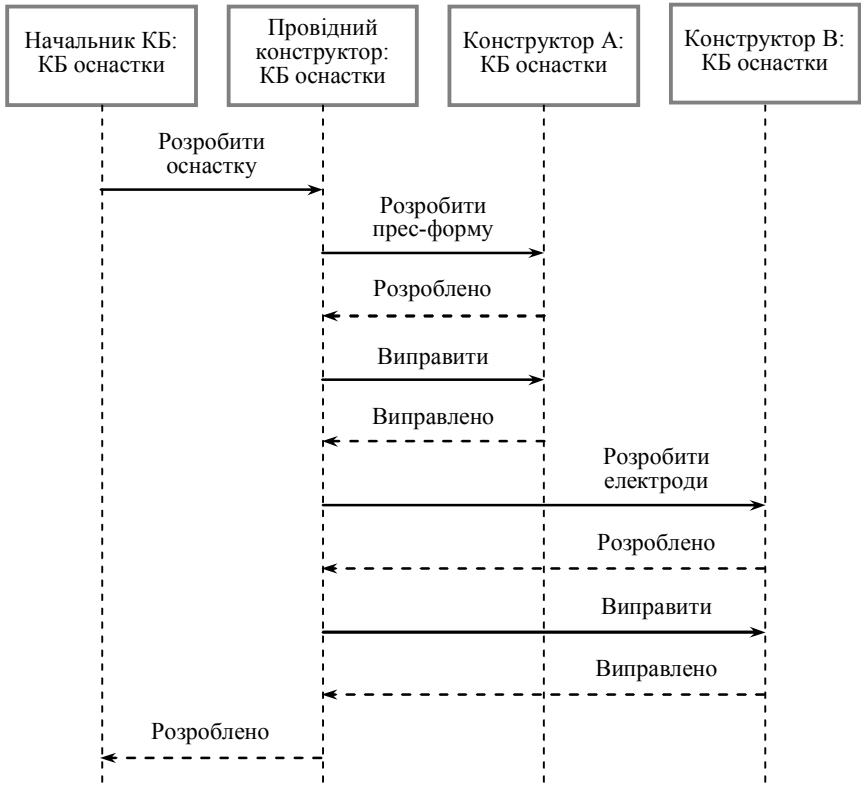 Начальник КБ:
КБ оснастки
Провідний
конструктор:
КБ оснастки
Конструктор А:
КБ оснастки
Конструктор В:
КБ оснастки
Розробити
оснастку
Розробити
прес-форму
Розроблено
Виправити
Виправлено
Розробити
електроди
Розроблено
Виправити
Виправлено
Розроблено